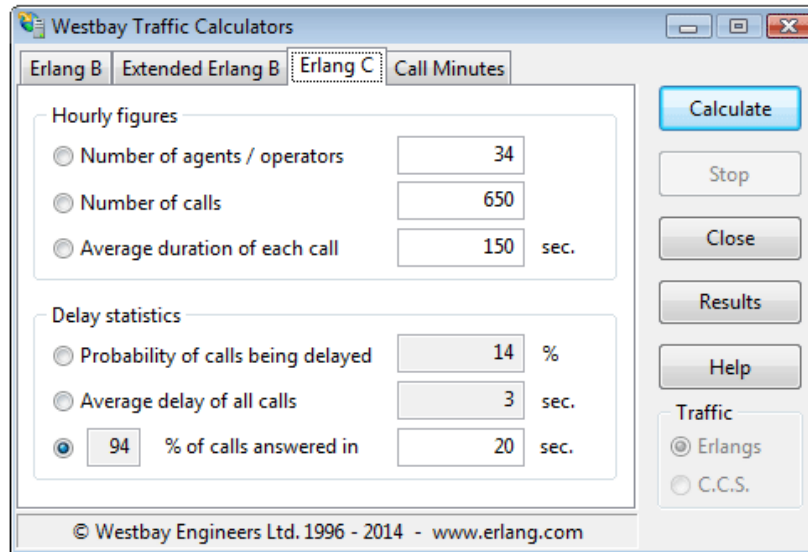 Westbay Traffic Calculators
Erlang B Extended Erlang B Erlang C Call Minutes
Hourly figures
Number of agents / operators 34
Number of calls 650
Average duration of each call 150 sec.
Delay statistics
Probability of calls being delayed 14 %
Average delay of all calls 3 sec.
94 % of calls answered in 20 sec.
Calculate
Stop
Close
Results
Help
Traffic
Erlangs
C.C.S.
© Westbay Engineers Ltd. 1996 - 2014 - www.erlang.com